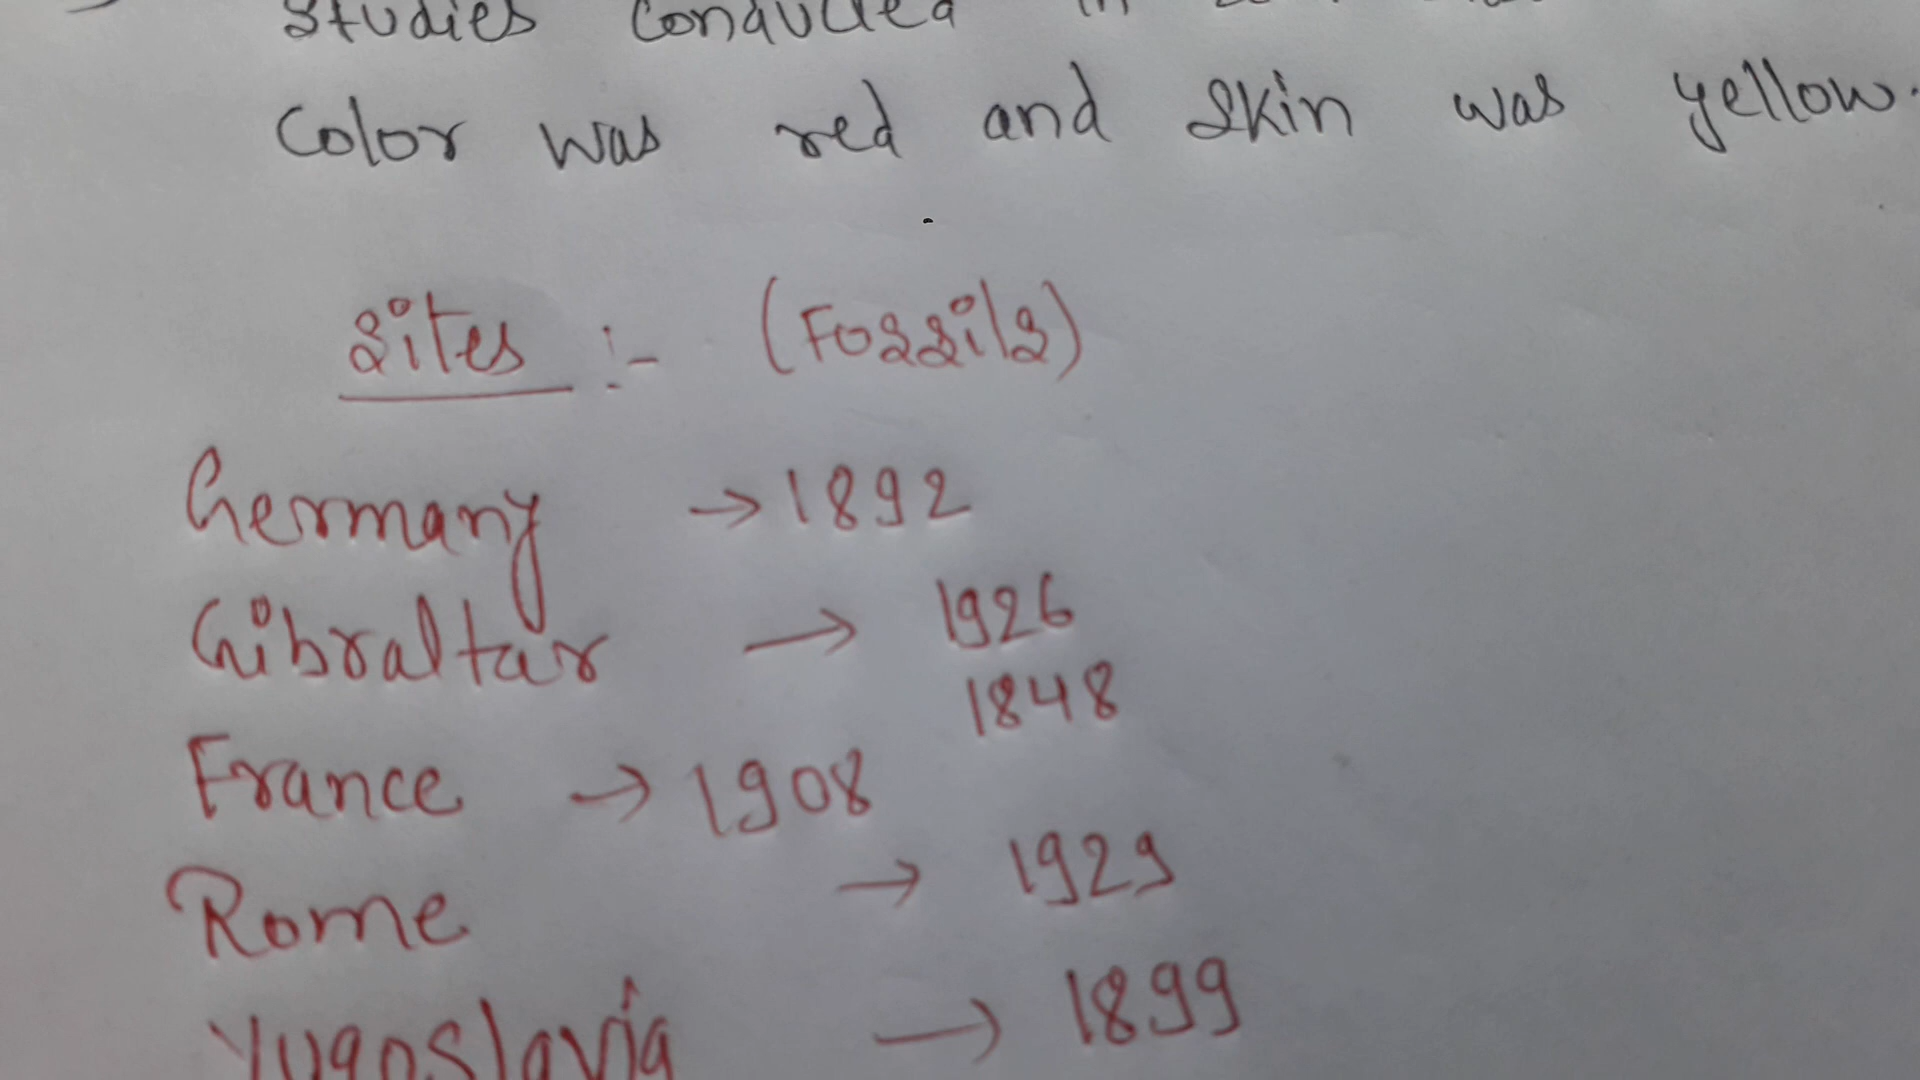 Studies conducted in
Color was red and skin was yellow.
Sites :- (Fossils)
Germany → 1892
Gibraltar → 1926
1848
France → 1908
Rome → 1929
Yugoslavia → 1899